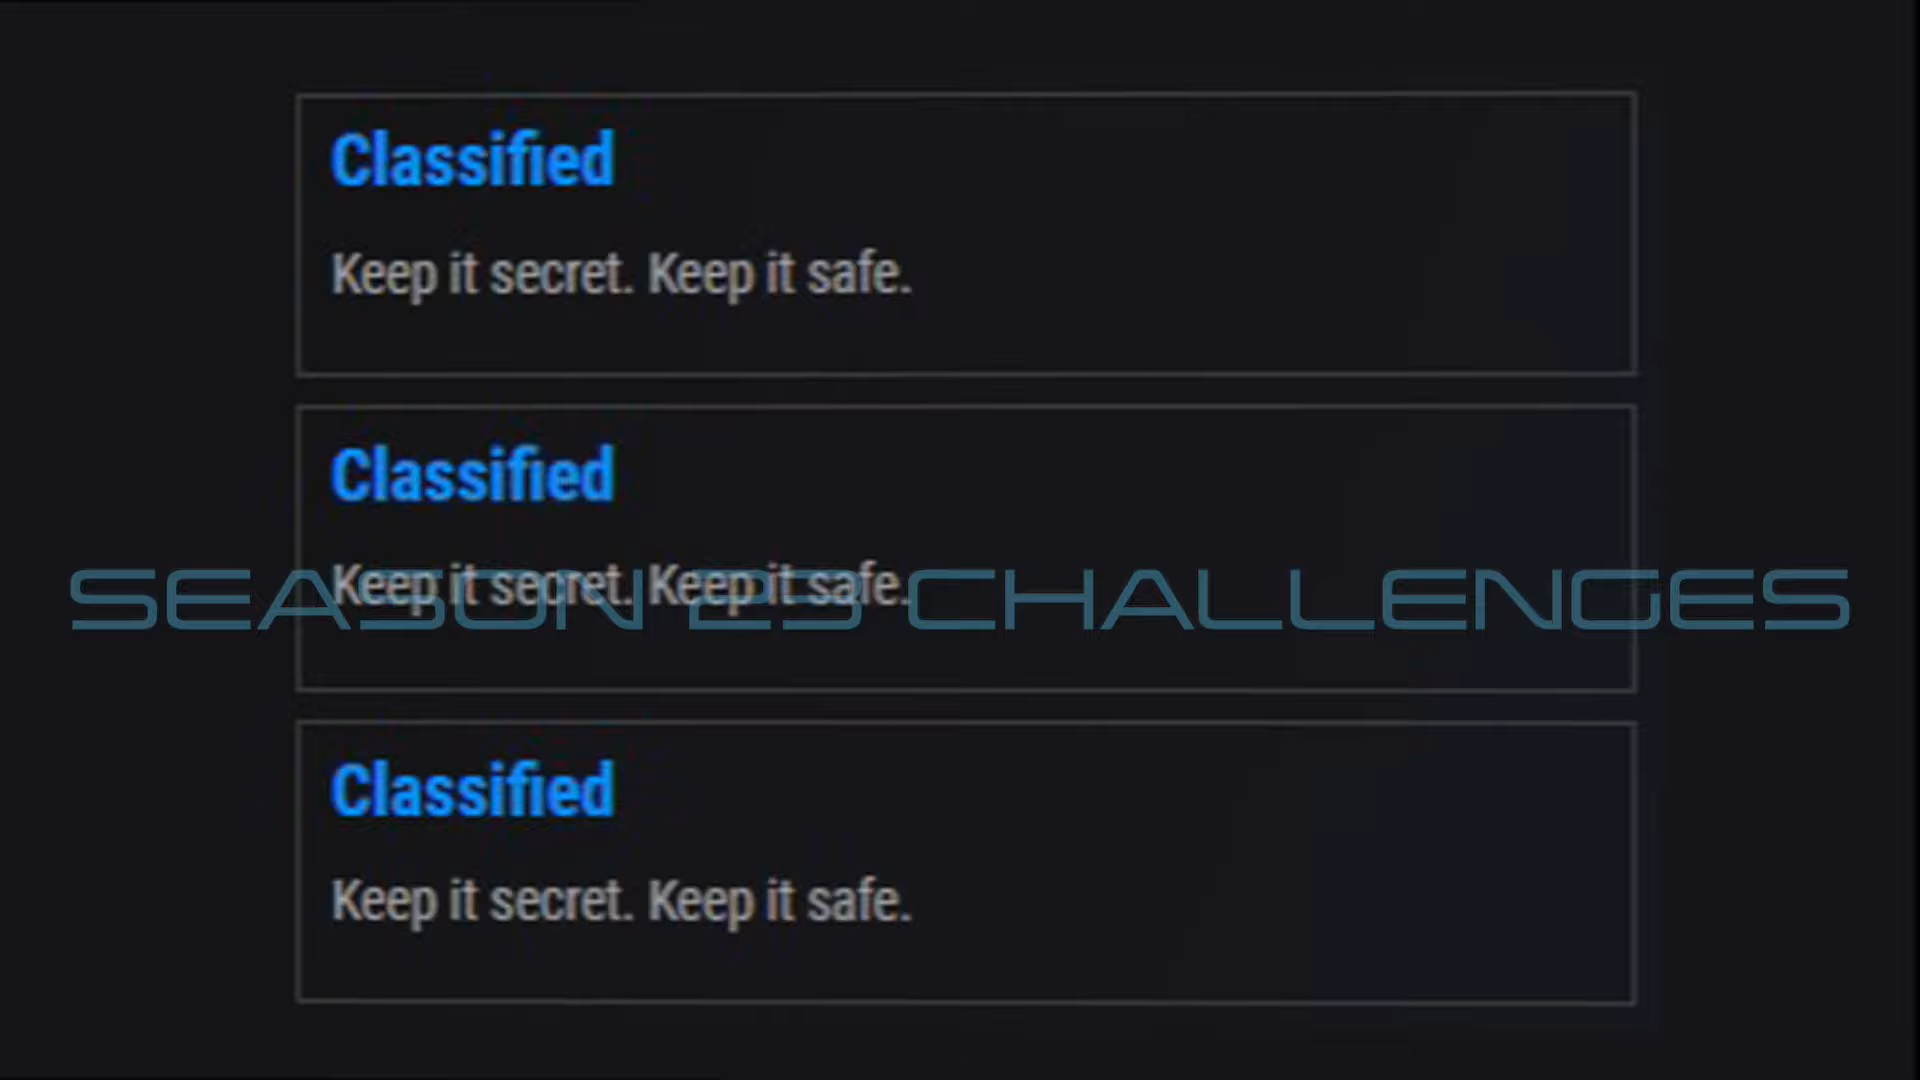 Classified
Keep it secret. Keep it safe.
Classified
Keep it secret. Keep it safe.
SEASON 23 CHALLENGES
Classified
Keep it secret. Keep it safe.